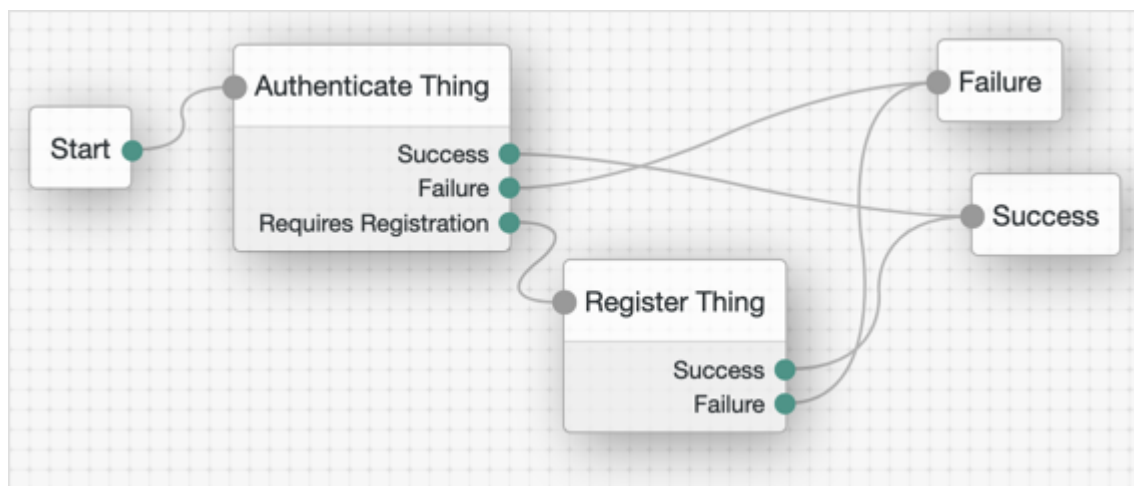 Start
Authenticate Thing
Success
Failure
Requires Registration
Register Thing
Success
Failure
Failure
Success